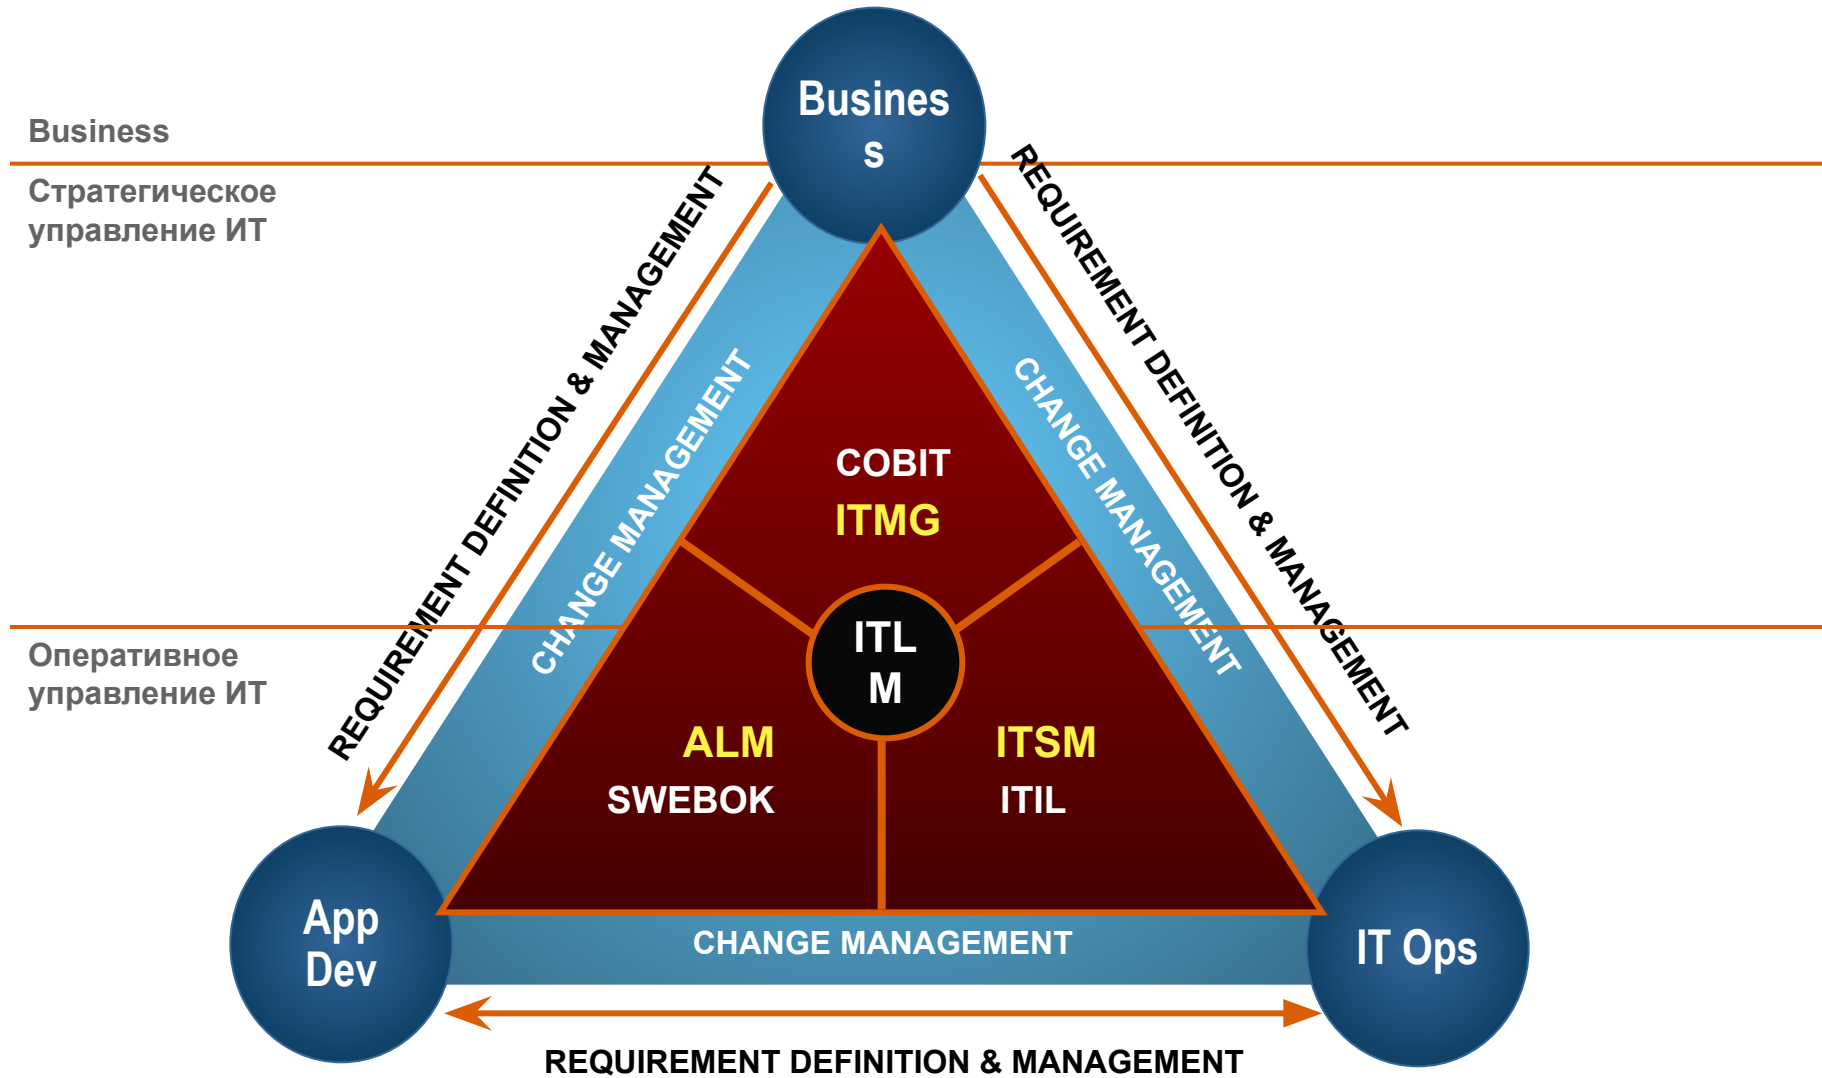 Busines
s
Business
Стратегическое
управление ИТ
REQUIREMENT DEFINITION & MANAGEMENT
REQUIREMENT DEFINITION & MANAGEMENT
CHANGE MANAGEMENT
CHANGE MANAGEMENT
COBIT
ITMG
ITL
M
Оперативное
управление ИТ
ALM
ITSM
SWEBOK
ITIL
App
Dev
CHANGE MANAGEMENT
IT Ops
REQUIREMENT DEFINITION & MANAGEMENT